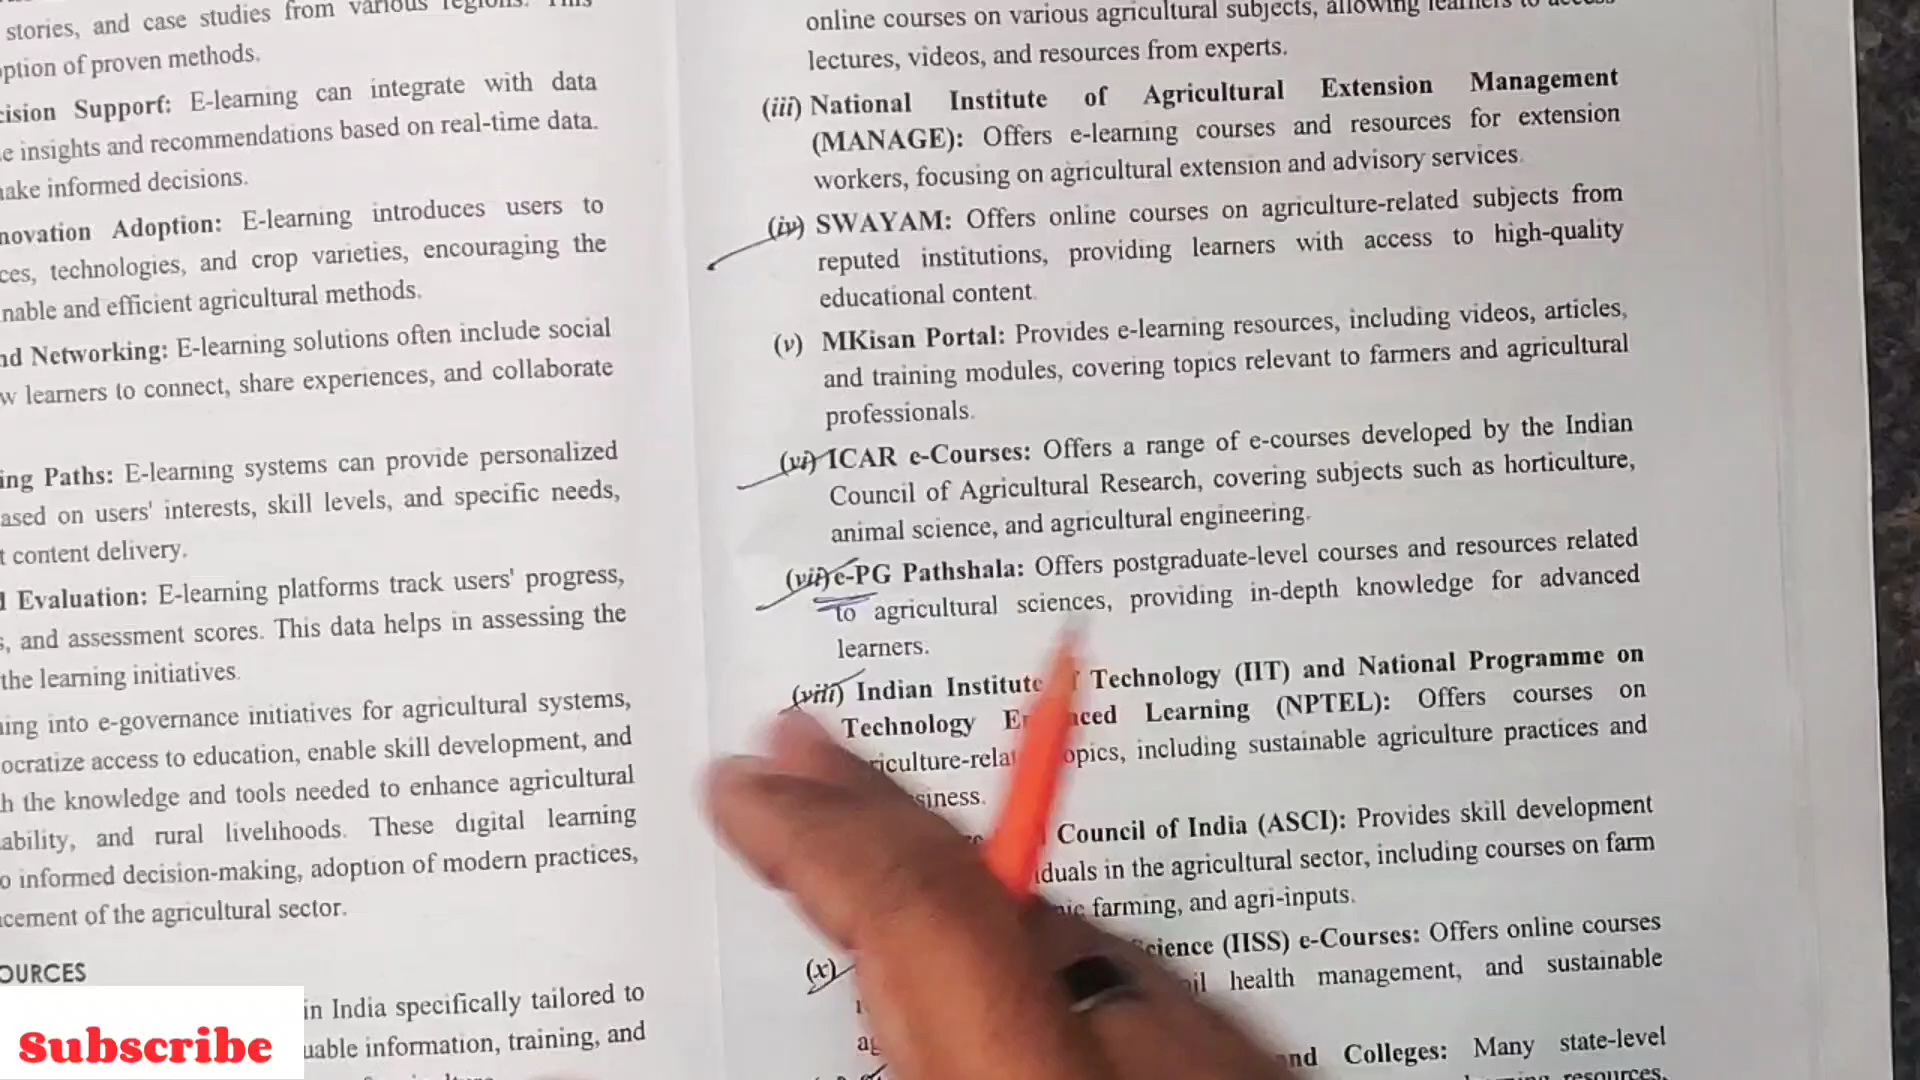 stories, and case studies from various regions. This
ption of proven methods.
cision Support: E-learning can integrate with data
e insights and recommendations based on real-time data.
nake informed decisions.
novation Adoption: E-learning introduces users to
ces, technologies, and crop varieties, encouraging the
nable and efficient agricultural methods.
nd Networking: E-learning solutions often include social
w learners to connect, share experiences, and collaborate
ing Paths: E-learning systems can provide personalized
ased on users' interests, skill levels, and specific needs,
t content delivery.
l Evaluation: E-learning platforms track users' progress,
s, and assessment scores. This data helps in assessing the
the learning initiatives.
ning into e-governance initiatives for agricultural systems,
ocratize access to education, enable skill development, and
h the knowledge and tools needed to enhance agricultural
ability, and rural livelihoods. These digital learning
o informed decision-making, adoption of modern practices,
cement of the agricultural sector.
OURCES
in India specifically tailored to
uable information, training, and
Subscribe
online courses on various agricultural subjects, allowing learners to access
lectures, videos, and resources from experts.
(iii) National Institute of Agricultural Extension Management
(MANAGE): Offers e-learning courses and resources for extension
workers, focusing on agricultural extension and advisory services.
(iv) SWAYAM: Offers online courses on agriculture-related subjects from
reputed institutions, providing learners with access to high-quality
educational content.
(v) MKisan Portal: Provides e-learning resources, including videos, articles,
and training modules, covering topics relevant to farmers and agricultural
professionals.
(vi) ICAR e-Courses: Offers a range of e-courses developed by the Indian
Council of Agricultural Research, covering subjects such as horticulture,
animal science, and agricultural engineering.
(vii) e-PG Pathshala: Offers postgraduate-level courses and resources related
to agricultural sciences, providing in-depth knowledge for advanced
learners.
(viii) Indian Institute Technology (IIT) and National Programme on
Technology Learning (NPTEL): Offers courses on
riculture-rela opics, including sustainable agriculture practices and
siness.
Council of India (ASCI): Provides skill development
iduals in the agricultural sector, including courses on farm
nic farming, and agri-inputs.
(x) Science (IISS) e-Courses: Offers online courses
oil health management, and sustainable
ag
and Colleges: Many state-level
resources,